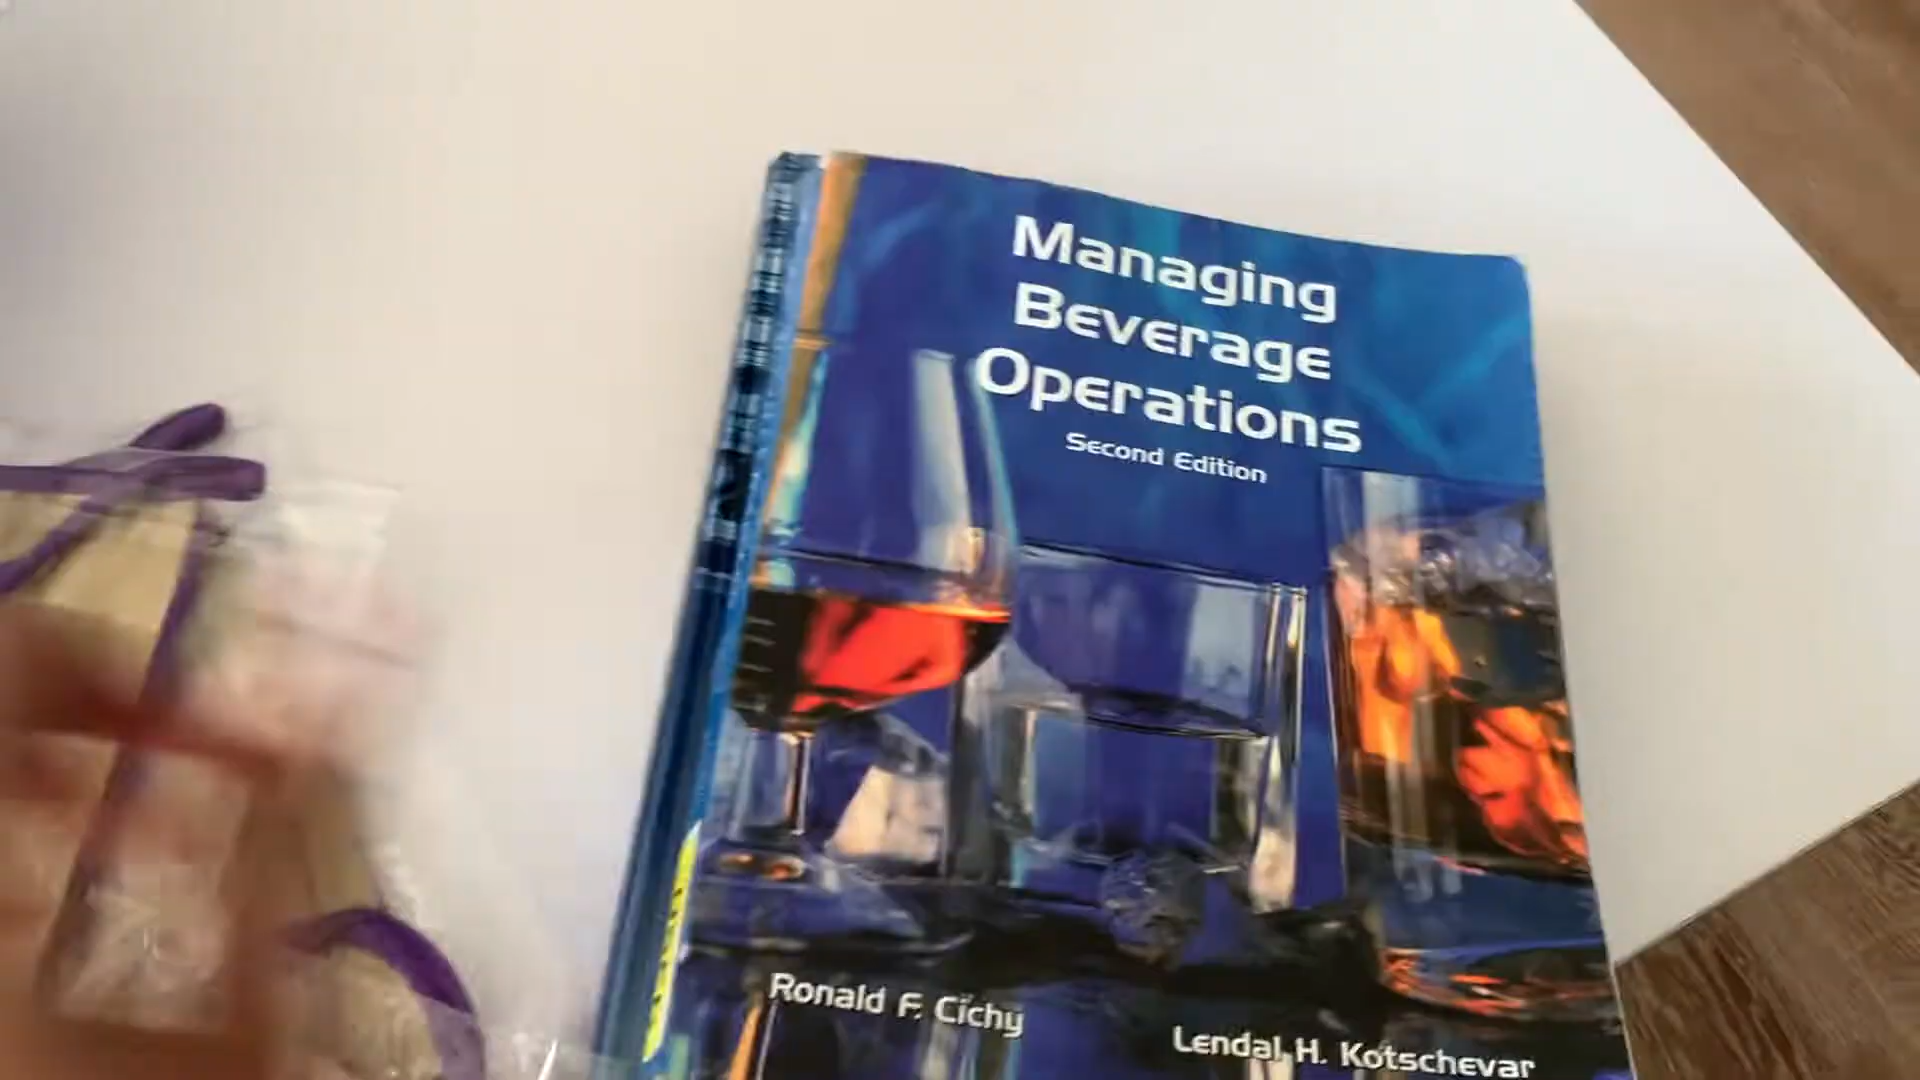 Managing
Beverage
Operations
Second Edition
Ronald F. Cichy
Lendal H. Kotschevar